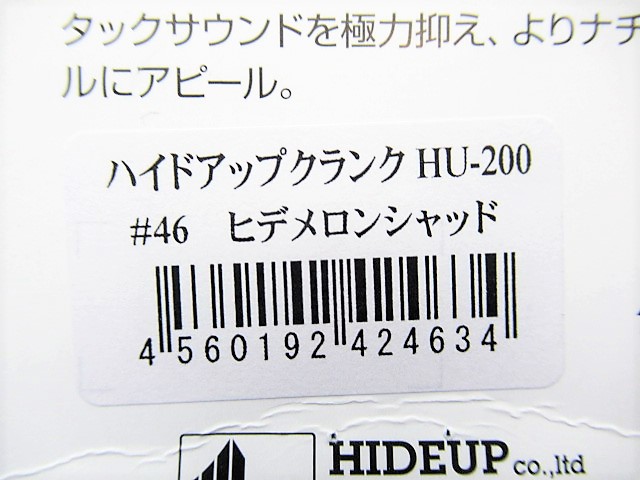 タックサウンドを極力抑え、よりナチ
ルにアピール。
ハイドアップクランク HU-200
#46 ヒデメロンシャッド
4 560192 424634
HIDEUP co.,ltd